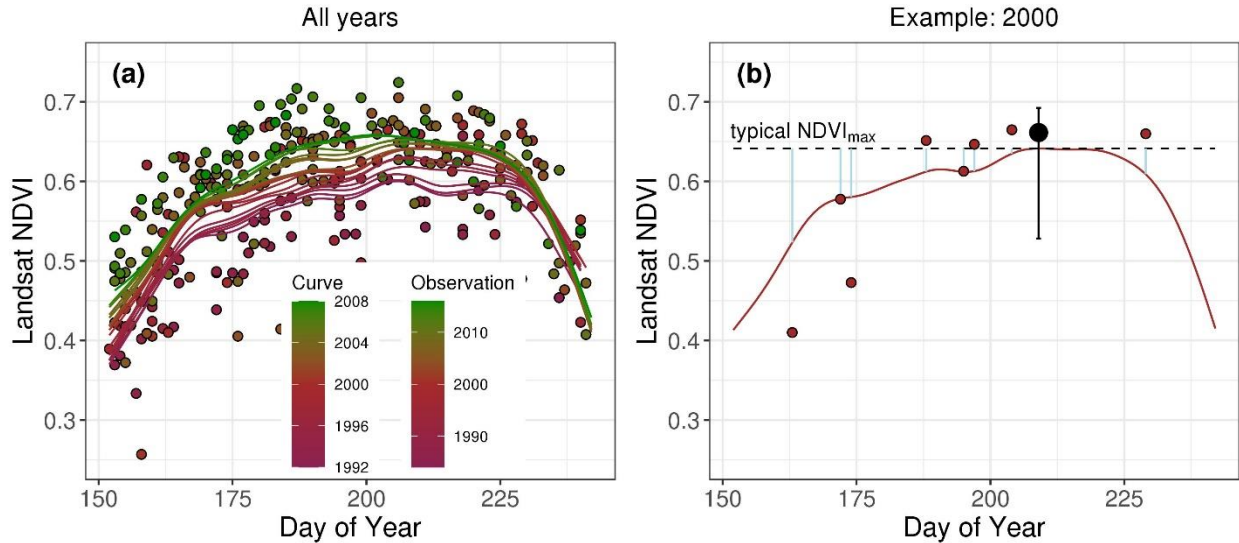 All years
(a)
Landsat NDVI
0.7
0.6
0.5
0.4
0.3
Curve
2008
2004
2000
1996
1992
Observation
2010
2000
1990
150
175
200
225
Day of Year
Example: 2000
(b)
Landsat NDVI
0.7
0.6
0.5
0.4
0.3
typical NDVImax
150
175
200
225
Day of Year